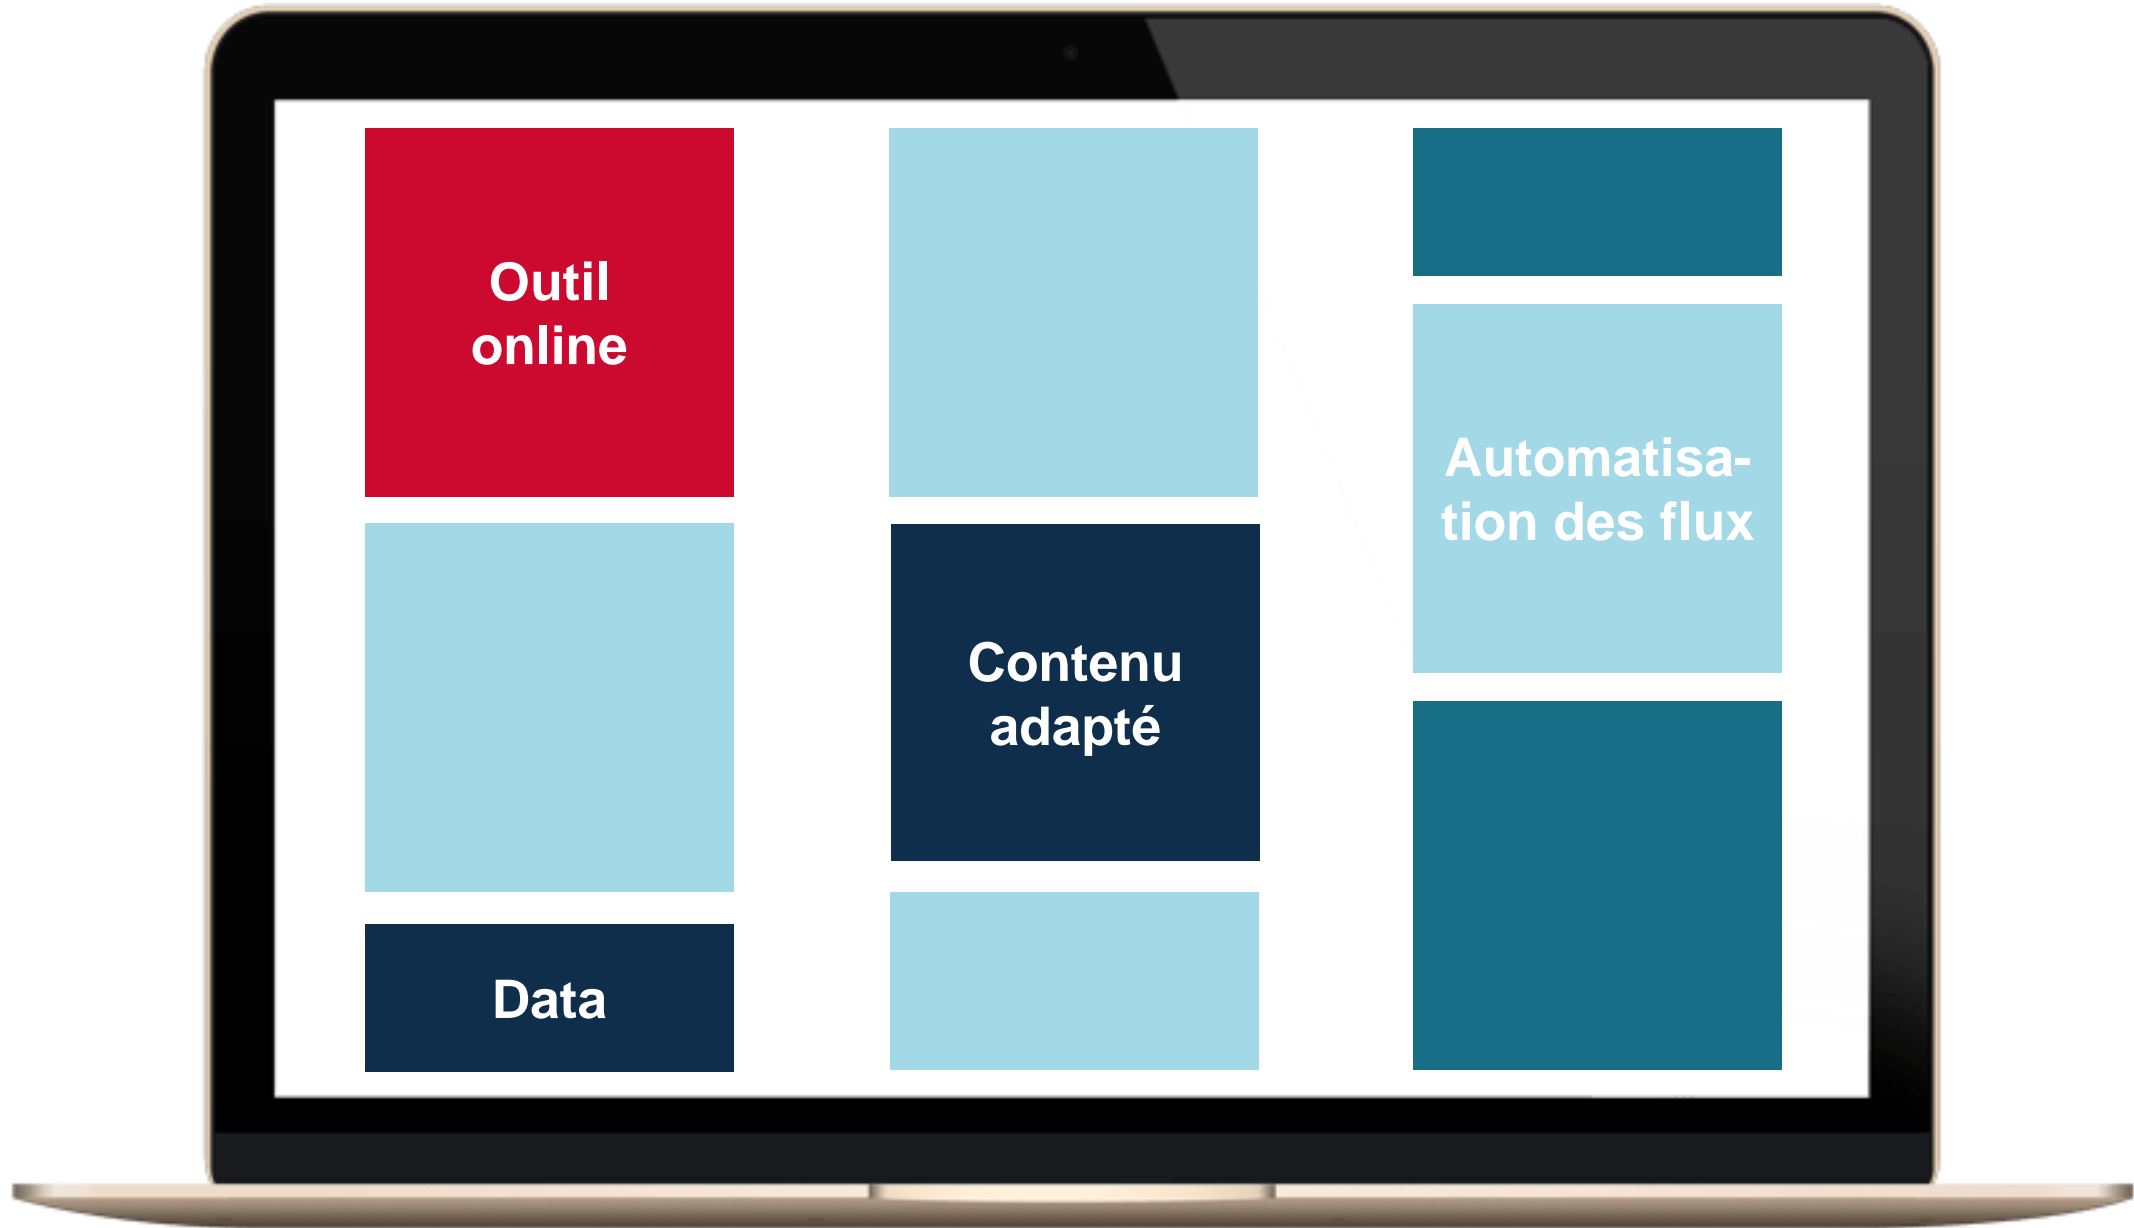 Outil
online
Automatisa-
tion des flux
Contenu
adapté
Data